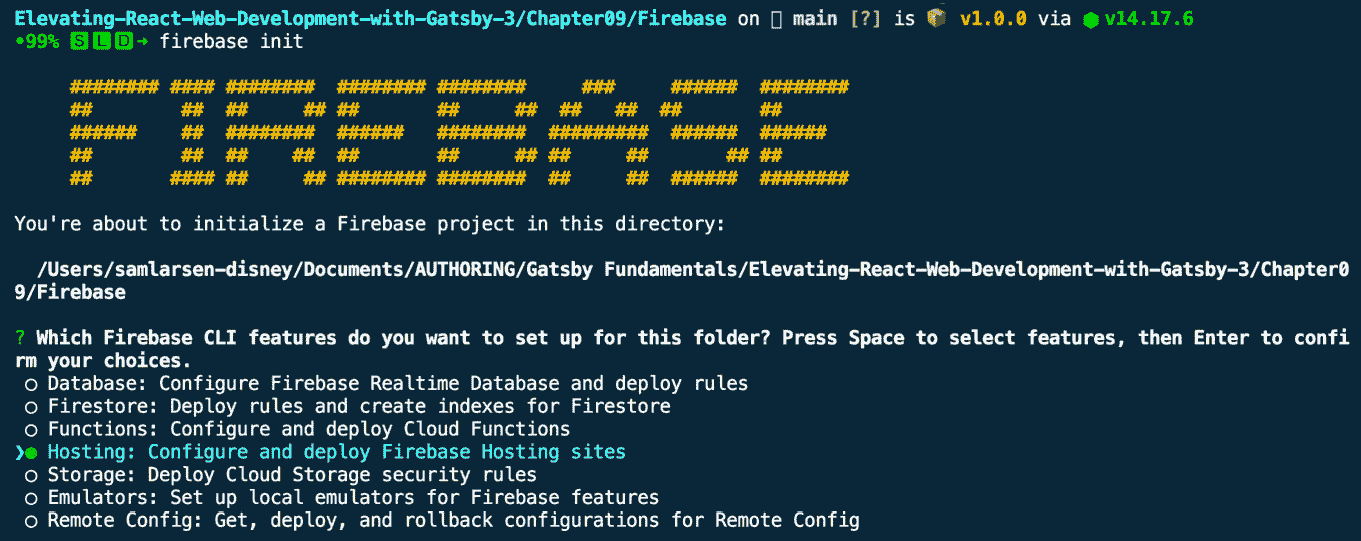 Elevating-React-Web-Development-with-Gatsby-3/Chapter09/Firebase on main [?] is v1.0.0 via v14.17.6
•99% S L D → firebase init
FIREBASE
You're about to initialize a Firebase project in this directory:
/Users/samlarsen-disney/Documents/AUTHORING/Gatsby Fundamentals/Elevating-React-Web-Development-with-Gatsby-3/Chapter0
9/Firebase
? Which Firebase CLI features do you want to set up for this folder? Press Space to select features, then Enter to confi
rm your choices.
○ Database: Configure Firebase Realtime Database and deploy rules
○ Firestore: Deploy rules and create indexes for Firestore
○ Functions: Configure and deploy Cloud Functions
❯● Hosting: Configure and deploy Firebase Hosting sites
○ Storage: Deploy Cloud Storage security rules
○ Emulators: Set up local emulators for Firebase features
○ Remote Config: Get, deploy, and rollback configurations for Remote Config